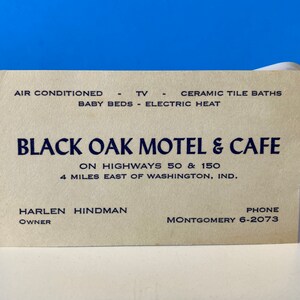 AIR CONDITIONED - TV - CERAMIC TILE BATHS
BABY BEDS - ELECTRIC HEAT
BLACK OAK MOTEL & CAFE
ON HIGHWAYS 50 & 150
4 MILES EAST OF WASHINGTON, IND.
HARLEN HINDMAN
OWNER
PHONE
MONTGOMERY 6-2073